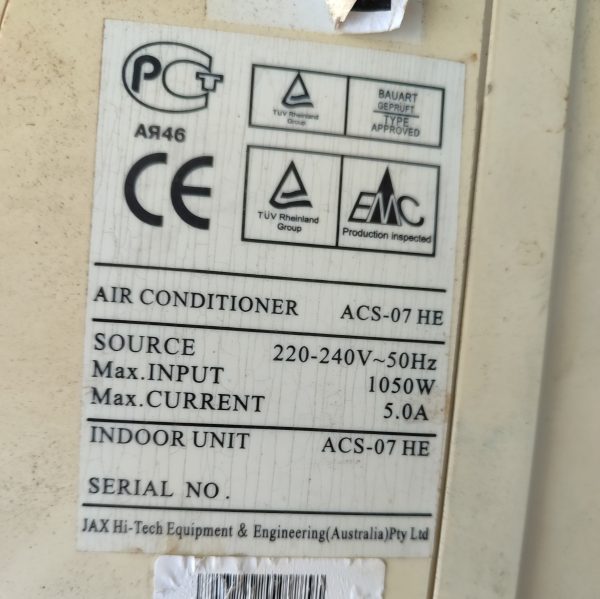 РСТ
АЯ46
CE
TÜV Rheinland
Group
BAUART
GEPRÜFT
TYPE
APPROVED
TÜV Rheinland
Group
EMC
Production inspected
AIR CONDITIONER ACS-07 HE
SOURCE 220-240V~50Hz
Max.INPUT 1050W
Max.CURRENT 5.0A
INDOOR UNIT ACS-07 HE
SERIAL NO.
JAX Hi-Tech Equipment & Engineering(Australia)Pty Ltd